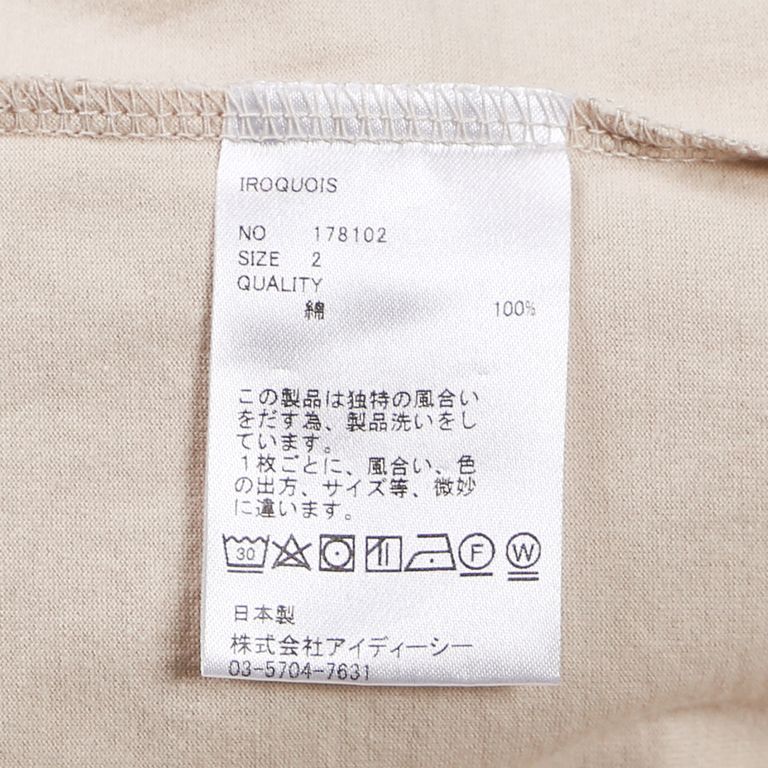 IROQUOIS
NO 178102
SIZE 2
QUALITY
綿 100%
この製品は独特の風合い
をだす為、製品洗いをし
ています。
1枚ごとに、風合い、色
の出方、サイズ等、微妙
に違います。
30 F W
日本製
株式会社アイディーシー
03-5704-7631